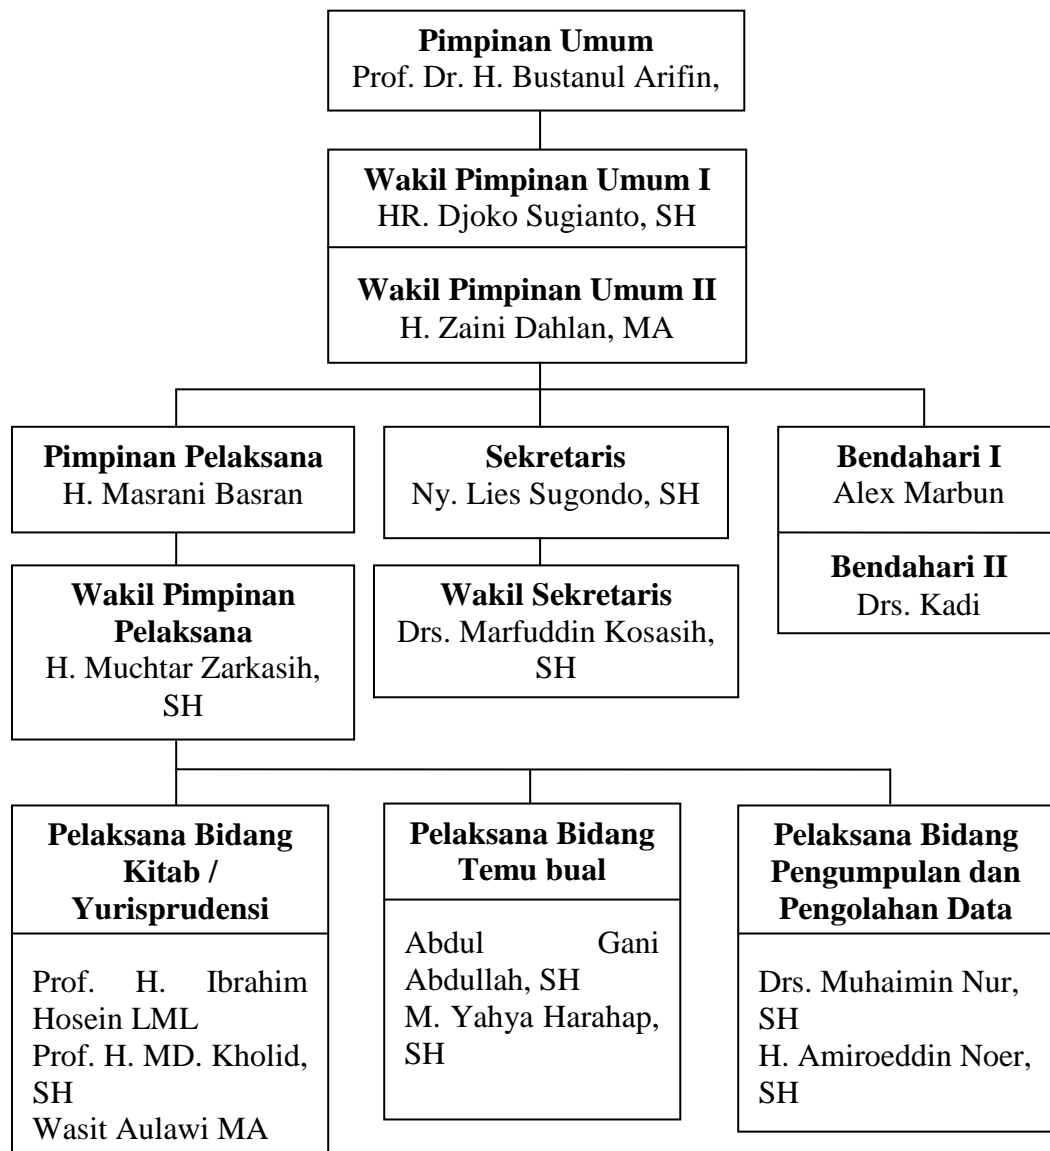 Pimpinan Umum
Prof. Dr. H. Bustanul Arifin,
Wakil Pimpinan Umum I
HR. Djoko Sugianto, SH
Wakil Pimpinan Umum II
H. Zaini Dahlan, MA
Pimpinan Pelaksana
H. Masrani Basran
Sekretaris
Ny. Lies Sugondo, SH
Bendahari I
Alex Marbun
Bendahari II
Drs. Kadi
Wakil Pimpinan
Pelaksana
H. Muchtar Zarkasih,
SH
Wakil Sekretaris
Drs. Marfuddin Kosasih,
SH
Pelaksana Bidang
Kitab /
Yurisprudensi
Prof. H. Ibrahim
Hosein LML
Prof. H. MD. Kholid,
SH
Wasit Aulawi MA
Pelaksana Bidang
Temu bual
Abdul Gani
Abdullah, SH
M. Yahya Harahap,
SH
Pelaksana Bidang
Pengumpulan dan
Pengolahan Data
Drs. Muhaimin Nur,
SH
H. Amiroeddin Noer,
SH